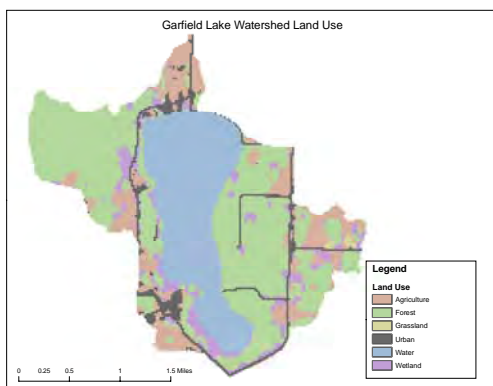 Garfield Lake Watershed Land Use
Legend
Land Use
Agriculture
Forest
Grassland
Urban
Water
Wetland
0 0.25 0.5 1 1.5 Miles